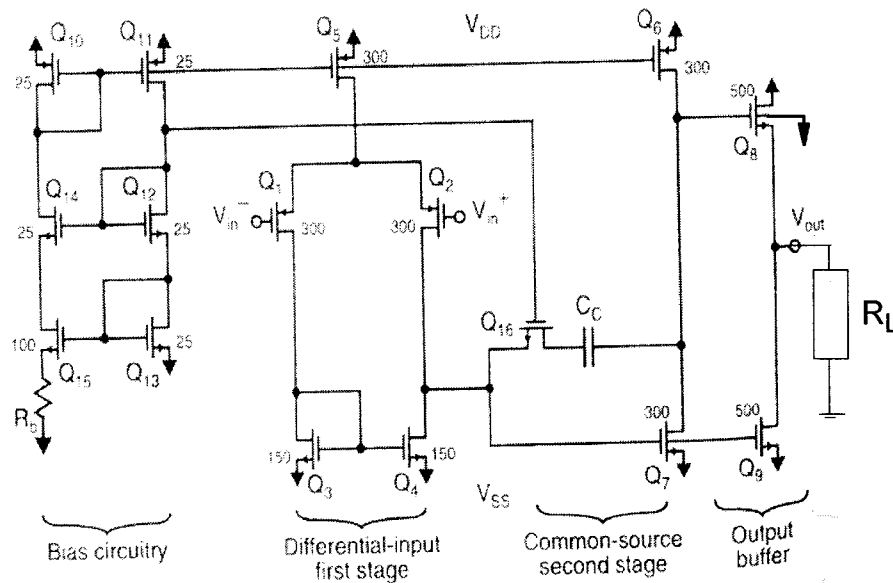 Q10 Q11 Q5 VDD Q6
25 25 300 300
500
Q14 Q12 Q1 Q2 Q8
Vin− Vin+ Vout
25 25 300 300
Q16 CC RL
100 25
Q15 Q13
Rb 300 500
150 150
Q3 Q4 Q7 Q9
VSS
Bias circuitry
Differential-input
first stage
Common-source
second stage
Output
buffer